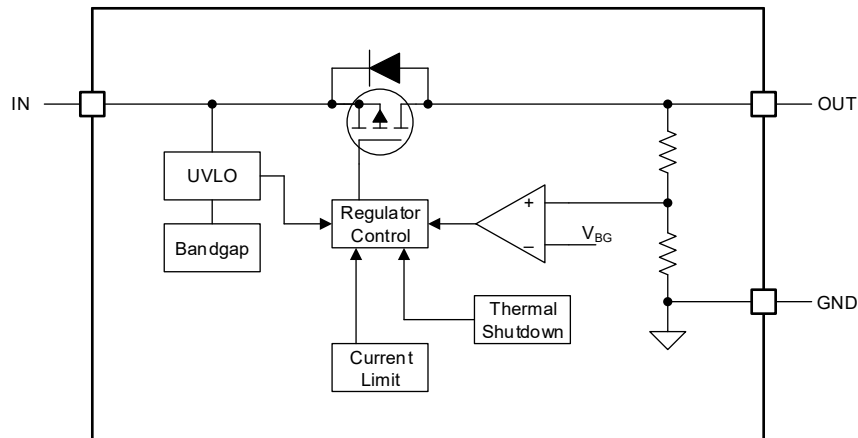 IN
OUT
UVLO
Bandgap
Regulator
Control
+
−
V_BG
GND
Thermal
Shutdown
Current
Limit